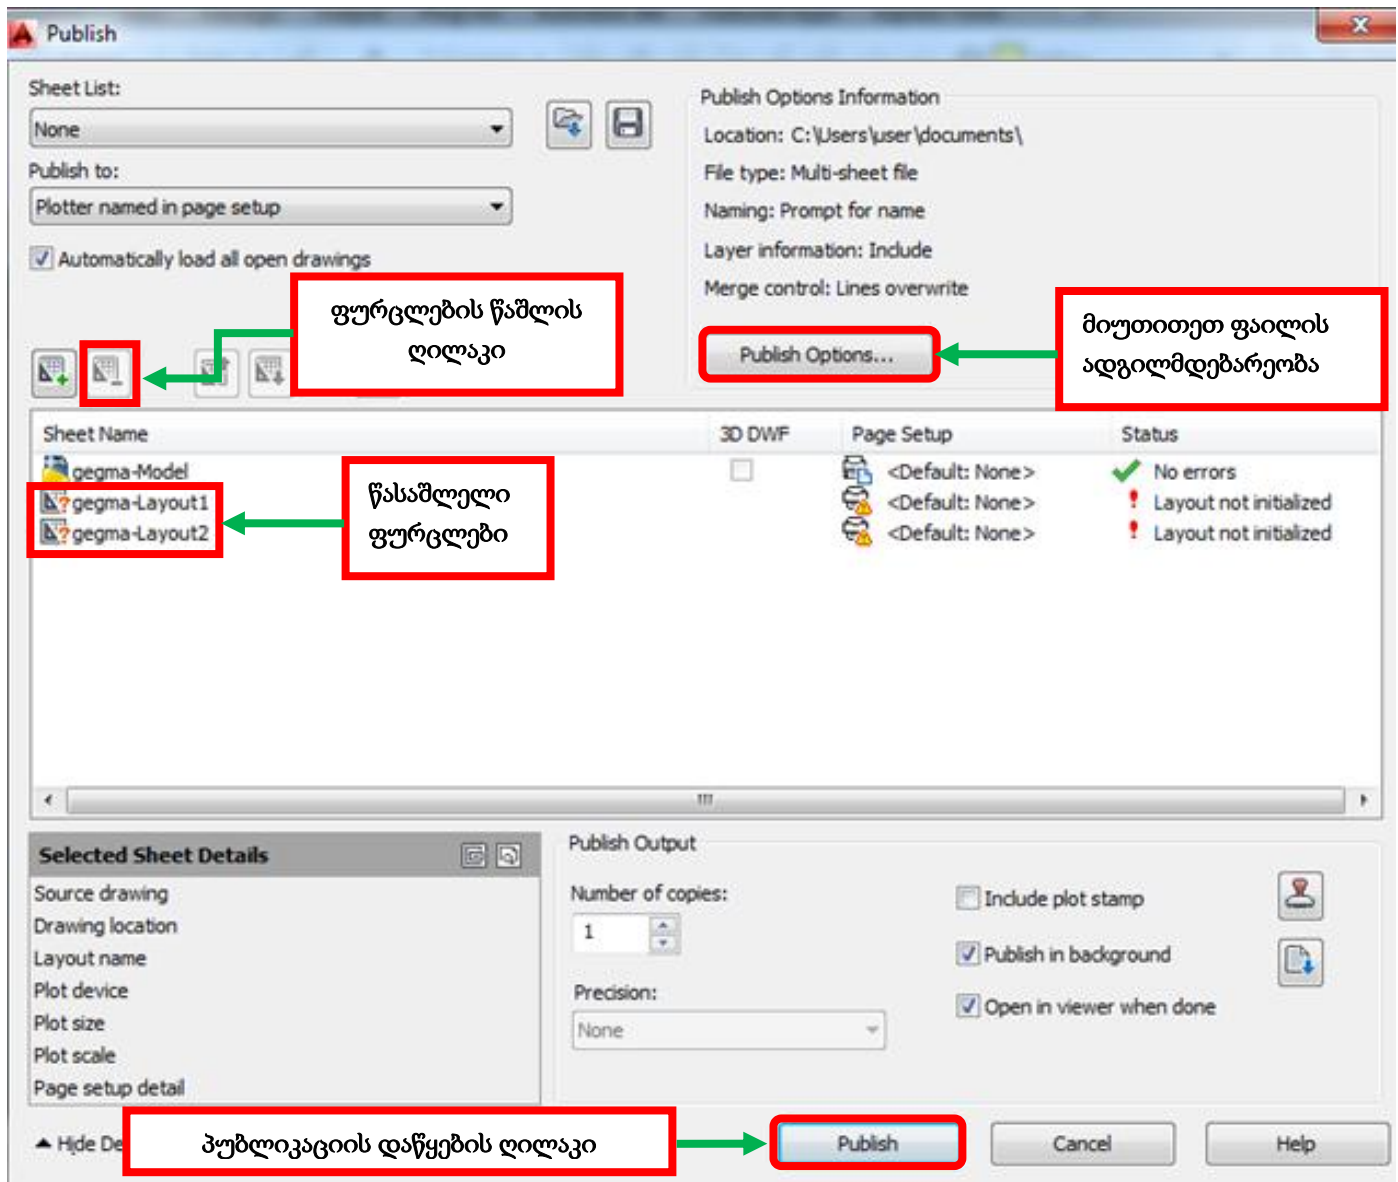 Publish
Sheet List:
None
Publish to:
Plotter named in page setup
Automatically load all open drawings
Publish Options Information
Location: C:\Users\user\documents\
File type: Multi-sheet file
Naming: Prompt for name
Layer information: Include
Merge control: Lines overwrite
Publish Options...
ფურცლების წაშლის
ღილაკი
მიუთითეთ ფაილის
ადგილმდებარეობა
Sheet Name 3D DWF Page Setup Status
gegma-Model <Default: None> No errors
gegma-Layout1 <Default: None> Layout not initialized
gegma-Layout2 <Default: None> Layout not initialized
წასაშლელი
ფურცლები
Selected Sheet Details
Source drawing
Drawing location
Layout name
Plot device
Plot size
Plot scale
Page setup detail
Publish Output
Number of copies:
1
Precision:
None
Include plot stamp
Publish in background
Open in viewer when done
Hide De
პუბლიკაციის დაწყების ღილაკი
Publish Cancel Help